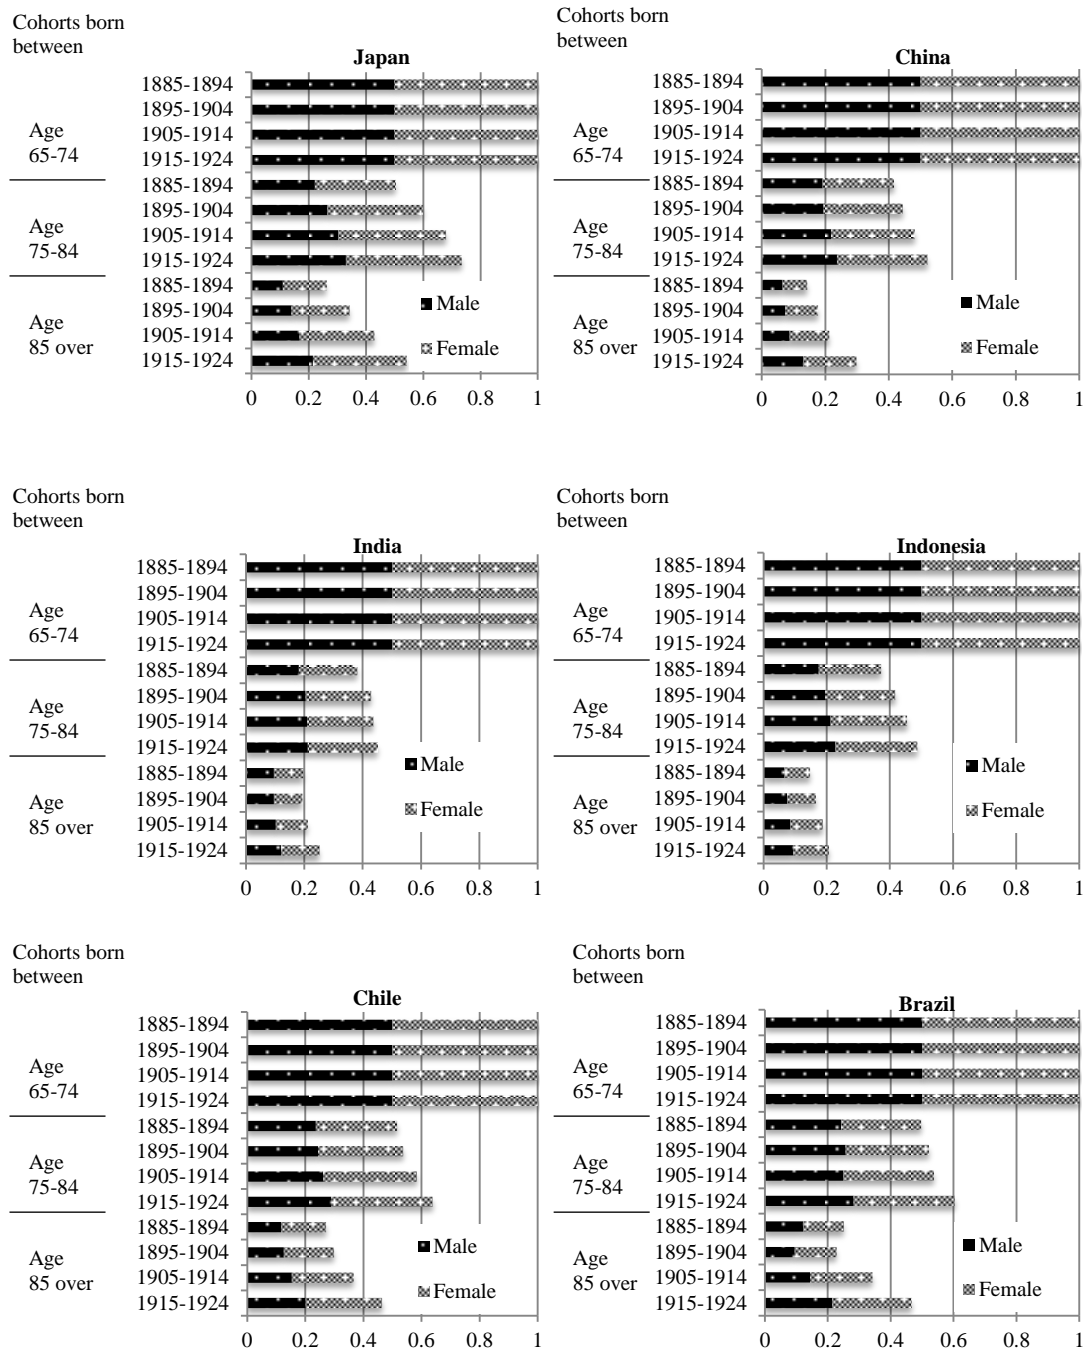 Cohorts born
between
Japan
1885-1894
1895-1904
1905-1914
1915-1924
1885-1894
1895-1904
1905-1914
1915-1924
1885-1894
1895-1904
1905-1914
1915-1924
Age
65-74
Age
75-84
Age
85 over
Male
Female
0 0.2 0.4 0.6 0.8 1
Cohorts born
between
China
1885-1894
1895-1904
1905-1914
1915-1924
1885-1894
1895-1904
1905-1914
1915-1924
1885-1894
1895-1904
1905-1914
1915-1924
Age
65-74
Age
75-84
Age
85 over
Male
Female
0 0.2 0.4 0.6 0.8 1
Cohorts born
between
India
1885-1894
1895-1904
1905-1914
1915-1924
1885-1894
1895-1904
1905-1914
1915-1924
1885-1894
1895-1904
1905-1914
1915-1924
Age
65-74
Age
75-84
Age
85 over
Male
Female
0 0.2 0.4 0.6 0.8 1
Cohorts born
between
Indonesia
1885-1894
1895-1904
1905-1914
1915-1924
1885-1894
1895-1904
1905-1914
1915-1924
1885-1894
1895-1904
1905-1914
1915-1924
Age
65-74
Age
75-84
Age
85 over
Male
Female
0 0.2 0.4 0.6 0.8 1
Cohorts born
between
Chile
1885-1894
1895-1904
1905-1914
1915-1924
1885-1894
1895-1904
1905-1914
1915-1924
1885-1894
1895-1904
1905-1914
1915-1924
Age
65-74
Age
75-84
Age
85 over
Male
Female
0 0.2 0.4 0.6 0.8 1
Cohorts born
between
Brazil
1885-1894
1895-1904
1905-1914
1915-1924
1885-1894
1895-1904
1905-1914
1915-1924
1885-1894
1895-1904
1905-1914
1915-1924
Age
65-74
Age
75-84
Age
85 over
Male
Female
0 0.2 0.4 0.6 0.8 1